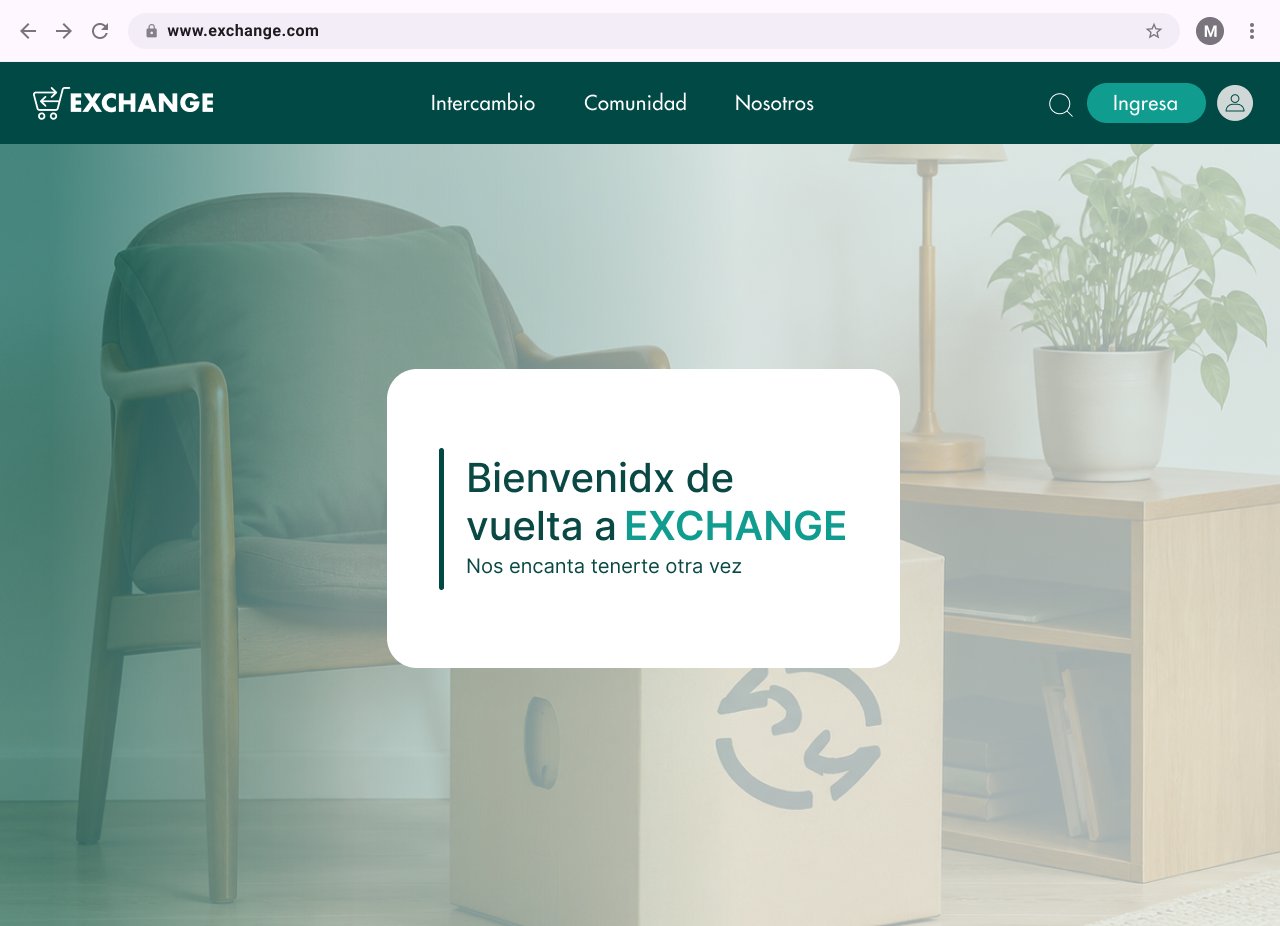 www.exchange.com
M
EXCHANGE
Intercambio
Comunidad
Nosotros
Ingresa
Bienvenidx de
vuelta a EXCHANGE
Nos encanta tenerte otra vez